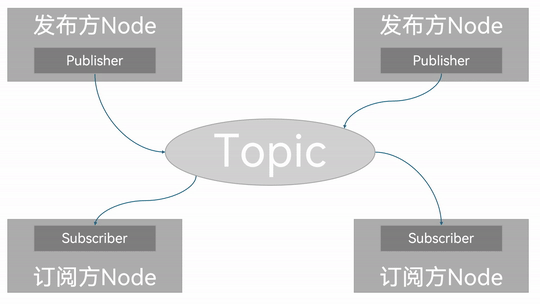 发布方Node
Publisher
发布方Node
Publisher
Topic
Subscriber
订阅方Node
Subscriber
订阅方Node